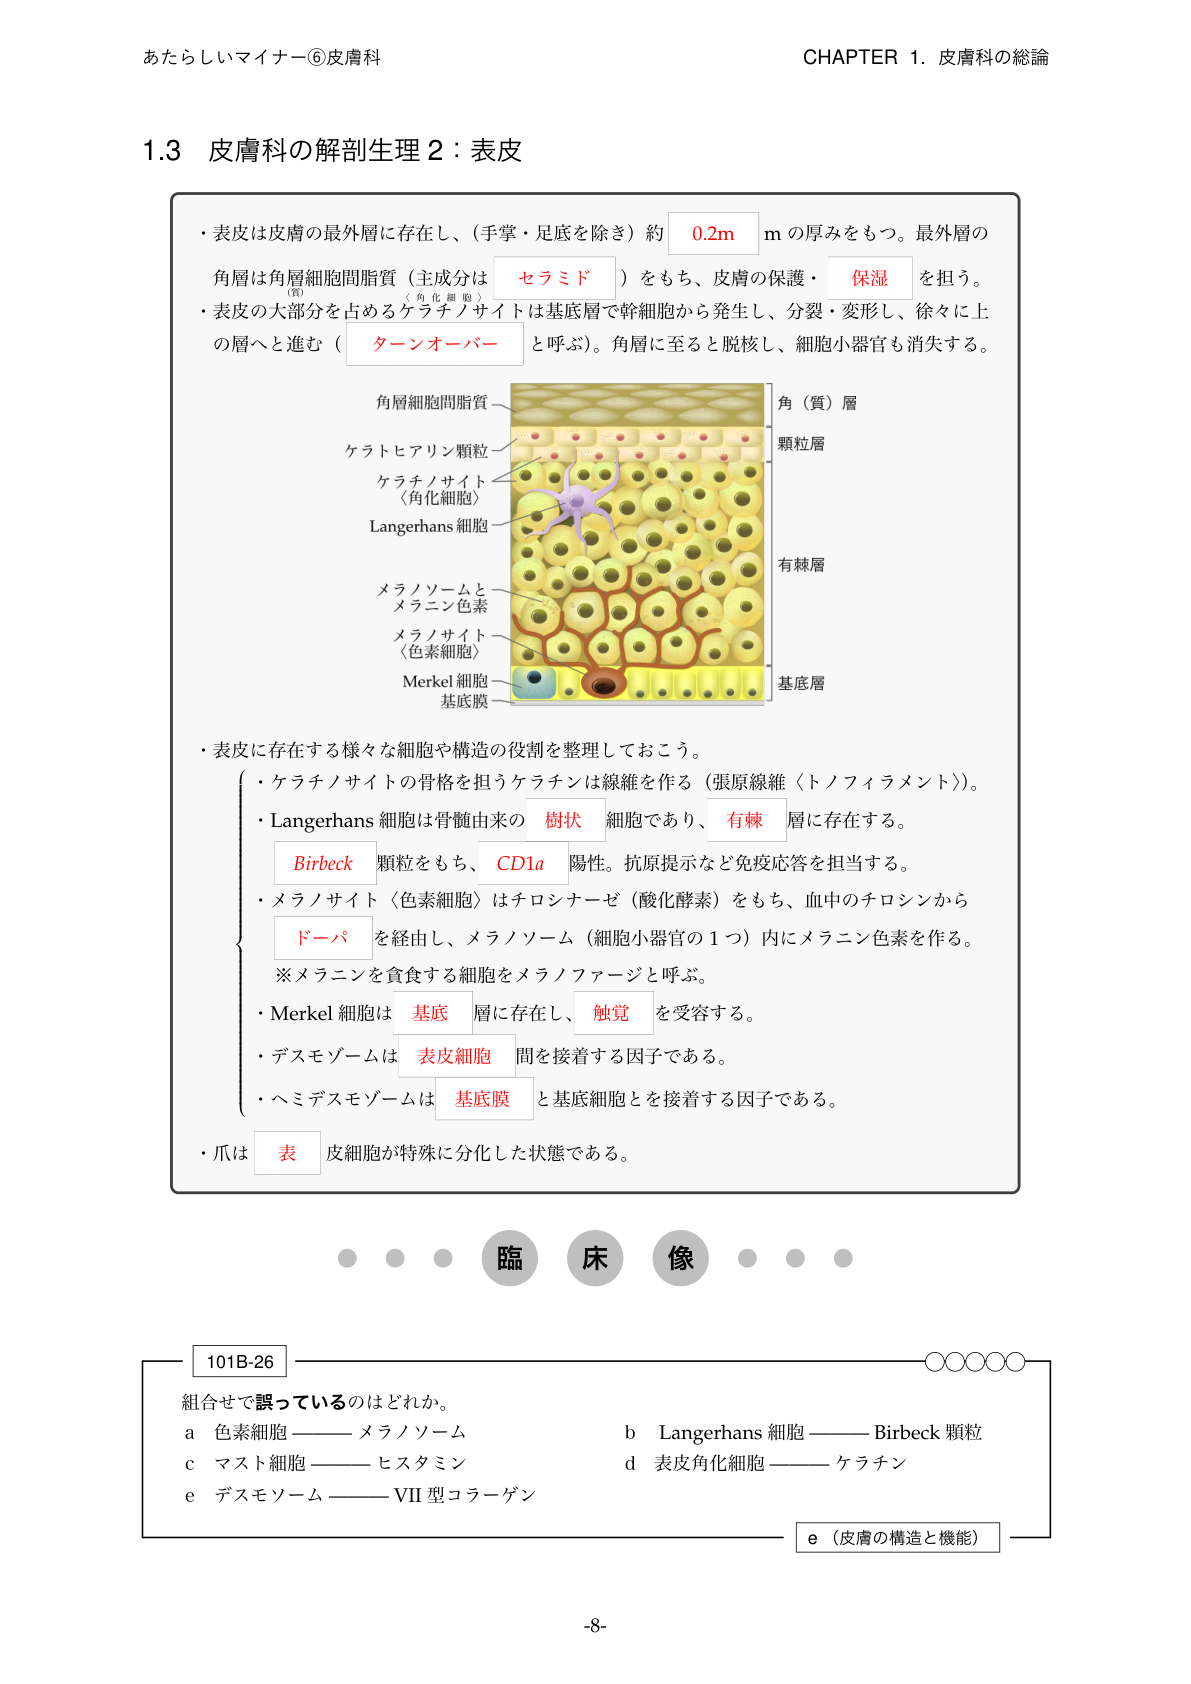 あたらしいマイナー⑥皮膚科
CHAPTER 1. 皮膚科の総論
1.3 皮膚科の解剖生理 2：表皮
・表皮は皮膚の最外層に存在し、（手掌・足底を除き）約 0.2m m の厚みをもつ。最外層の
角層は角層細胞間脂質（主成分は セラミド ）をもち、皮膚の保護・ 保湿 を担う。
（質）
〈角化細胞〉
・表皮の大部分を占めるケラチノサイトは基底層で幹細胞から発生し、分裂・変形し、徐々に上
の層へと進む（ ターンオーバー と呼ぶ）。角層に至ると脱核し、細胞小器官も消失する。
角層細胞間脂質
ケラトヒアリン顆粒
ケラチノサイト
〈角化細胞〉
Langerhans 細胞
メラノソームと
メラニン色素
メラノサイト
〈色素細胞〉
Merkel 細胞
基底膜
角（質）層
顆粒層
有棘層
基底層
・表皮に存在する様々な細胞や構造の役割を整理しておこう。
・ケラチノサイトの骨格を担うケラチンは線維を作る（張原線維〈トノフィラメント〉）。
・Langerhans 細胞は骨髄由来の 樹状 細胞であり、 有棘 層に存在する。
Birbeck 顆粒をもち、 CD1a 陽性。抗原提示など免疫応答を担当する。
・メラノサイト〈色素細胞〉はチロシナーゼ（酸化酵素）をもち、血中のチロシンから
ドーパ を経由し、メラノソーム（細胞小器官の 1 つ）内にメラニン色素を作る。
※メラニンを貪食する細胞をメラノファージと呼ぶ。
・Merkel 細胞は 基底 層に存在し、 触覚 を受容する。
・デスモゾームは 表皮細胞 間を接着する因子である。
・ヘミデスモゾームは 基底膜 と基底細胞とを接着する因子である。
・爪は 表 皮細胞が特殊に分化した状態である。
臨 床 像
101B-26
組合せで誤っているのはどれか。
a 色素細胞 ——— メラノソーム
b Langerhans 細胞 ——— Birbeck 顆粒
c マスト細胞 ——— ヒスタミン
d 表皮角化細胞 ——— ケラチン
e デスモソーム ——— VII 型コラーゲン
e （皮膚の構造と機能）
-8-